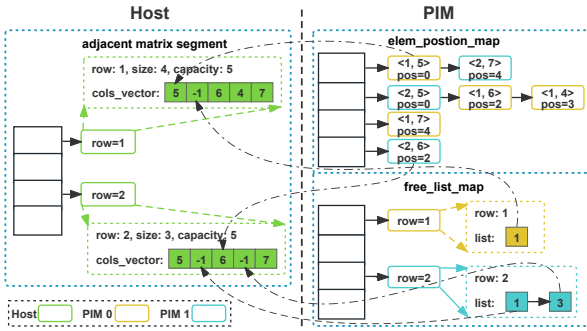 Host
PIM
adjacent matrix segment
row: 1, size: 4, capacity: 5
cols_vector: 5 -1 6 4 7
row=1
row=2
row: 2, size: 3, capacity: 5
cols_vector: 5 -1 6 -1 7
elem_postion_map
<1, 5> pos=0
<2, 7> pos=4
<2, 5> pos=0
<1, 6> pos=2
<1, 4> pos=3
<1, 7> pos=4
<2, 6> pos=2
free_list_map
row=1
row: 1
list: 1
row=2
row: 2
list: 1 3
Host PIM 0 PIM 1